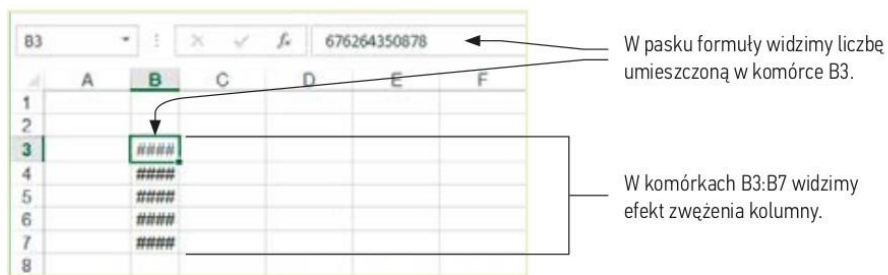 B3 fx 676264350878
W pasku formuły widzimy liczbę
umieszczoną w komórce B3.
A B C D E F
1
2
3 ####
4 ####
5 ####
6 ####
7 ####
8
W komórkach B3:B7 widzimy
efekt zwężenia kolumny.